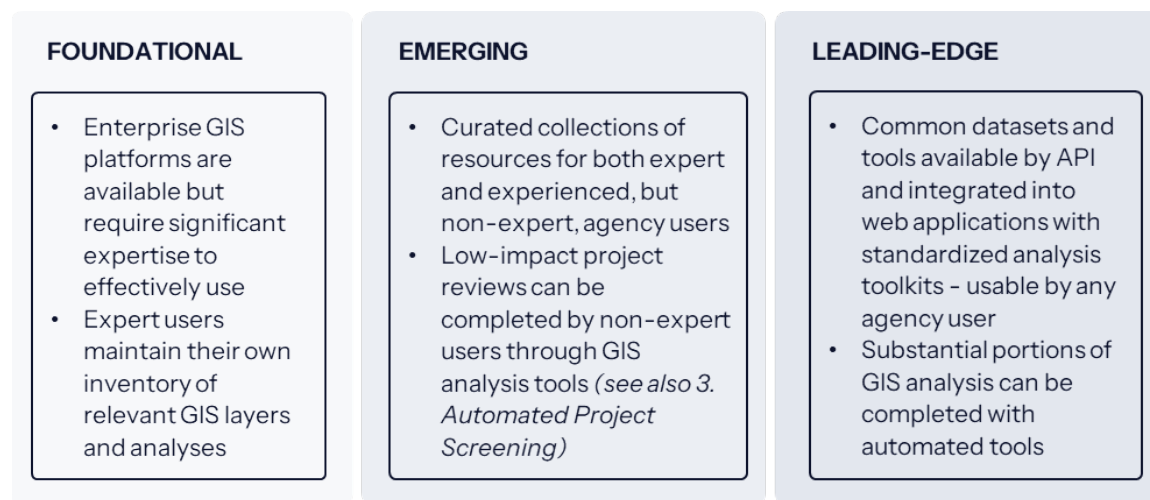 FOUNDATIONAL
• Enterprise GIS
platforms are
available but
require significant
expertise to
effectively use
• Expert users
maintain their own
inventory of
relevant GIS layers
and analyses
EMERGING
• Curated collections of
resources for both expert
and experienced, but
non-expert, agency users
• Low-impact project
reviews can be
completed by non-expert
users through GIS
analysis tools (see also 3.
Automated Project
Screening)
LEADING-EDGE
• Common datasets and
tools available by API
and integrated into
web applications with
standardized analysis
toolkits - usable by any
agency user
• Substantial portions of
GIS analysis can be
completed with
automated tools